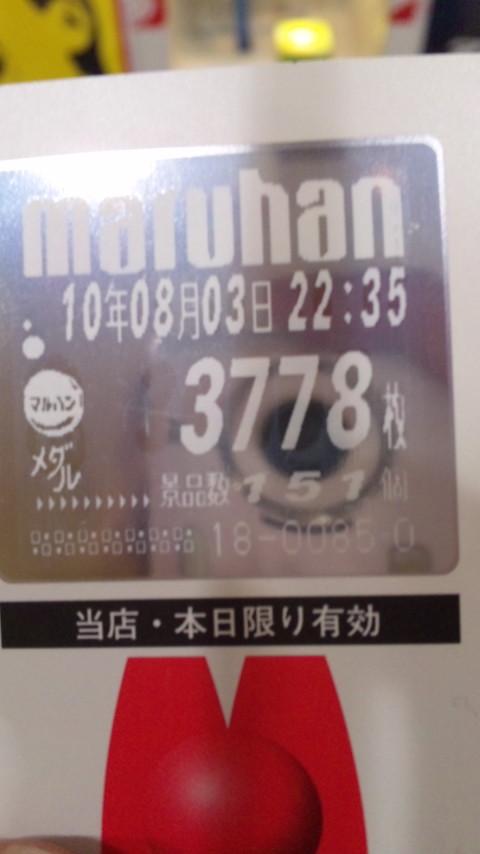 maruhan
10年08月03日 22:35
マルハン
3778枚
メダル
景品数 151個
18-0085-0
当店・本日限り有効